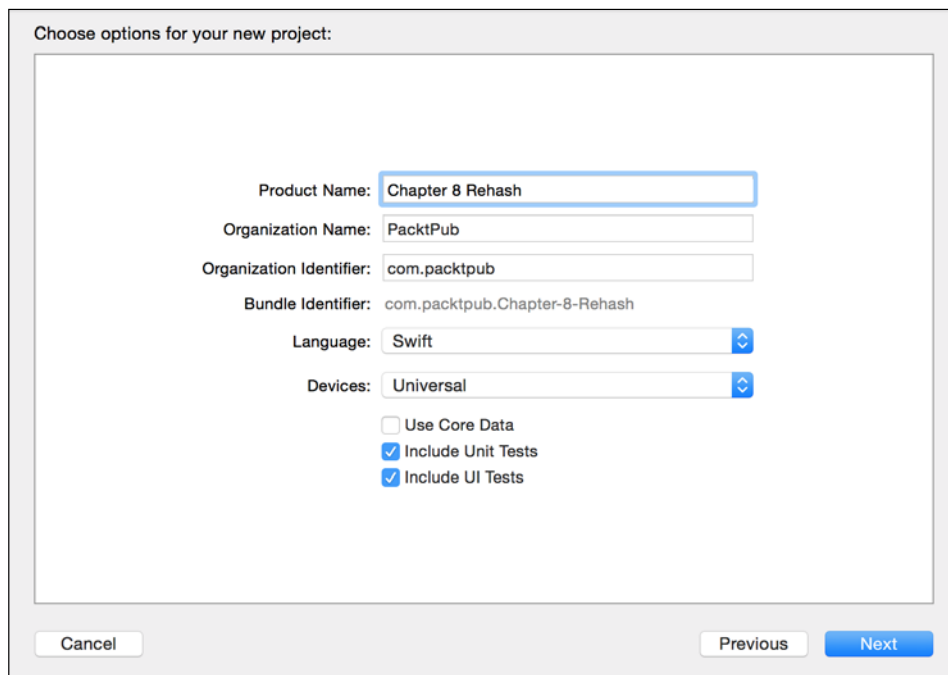 Choose options for your new project:
Product Name: Chapter 8 Rehash
Organization Name: PacktPub
Organization Identifier: com.packtpub
Bundle Identifier: com.packtpub.Chapter-8-Rehash
Language: Swift
Devices: Universal
Use Core Data
Include Unit Tests
Include UI Tests
Cancel Previous Next